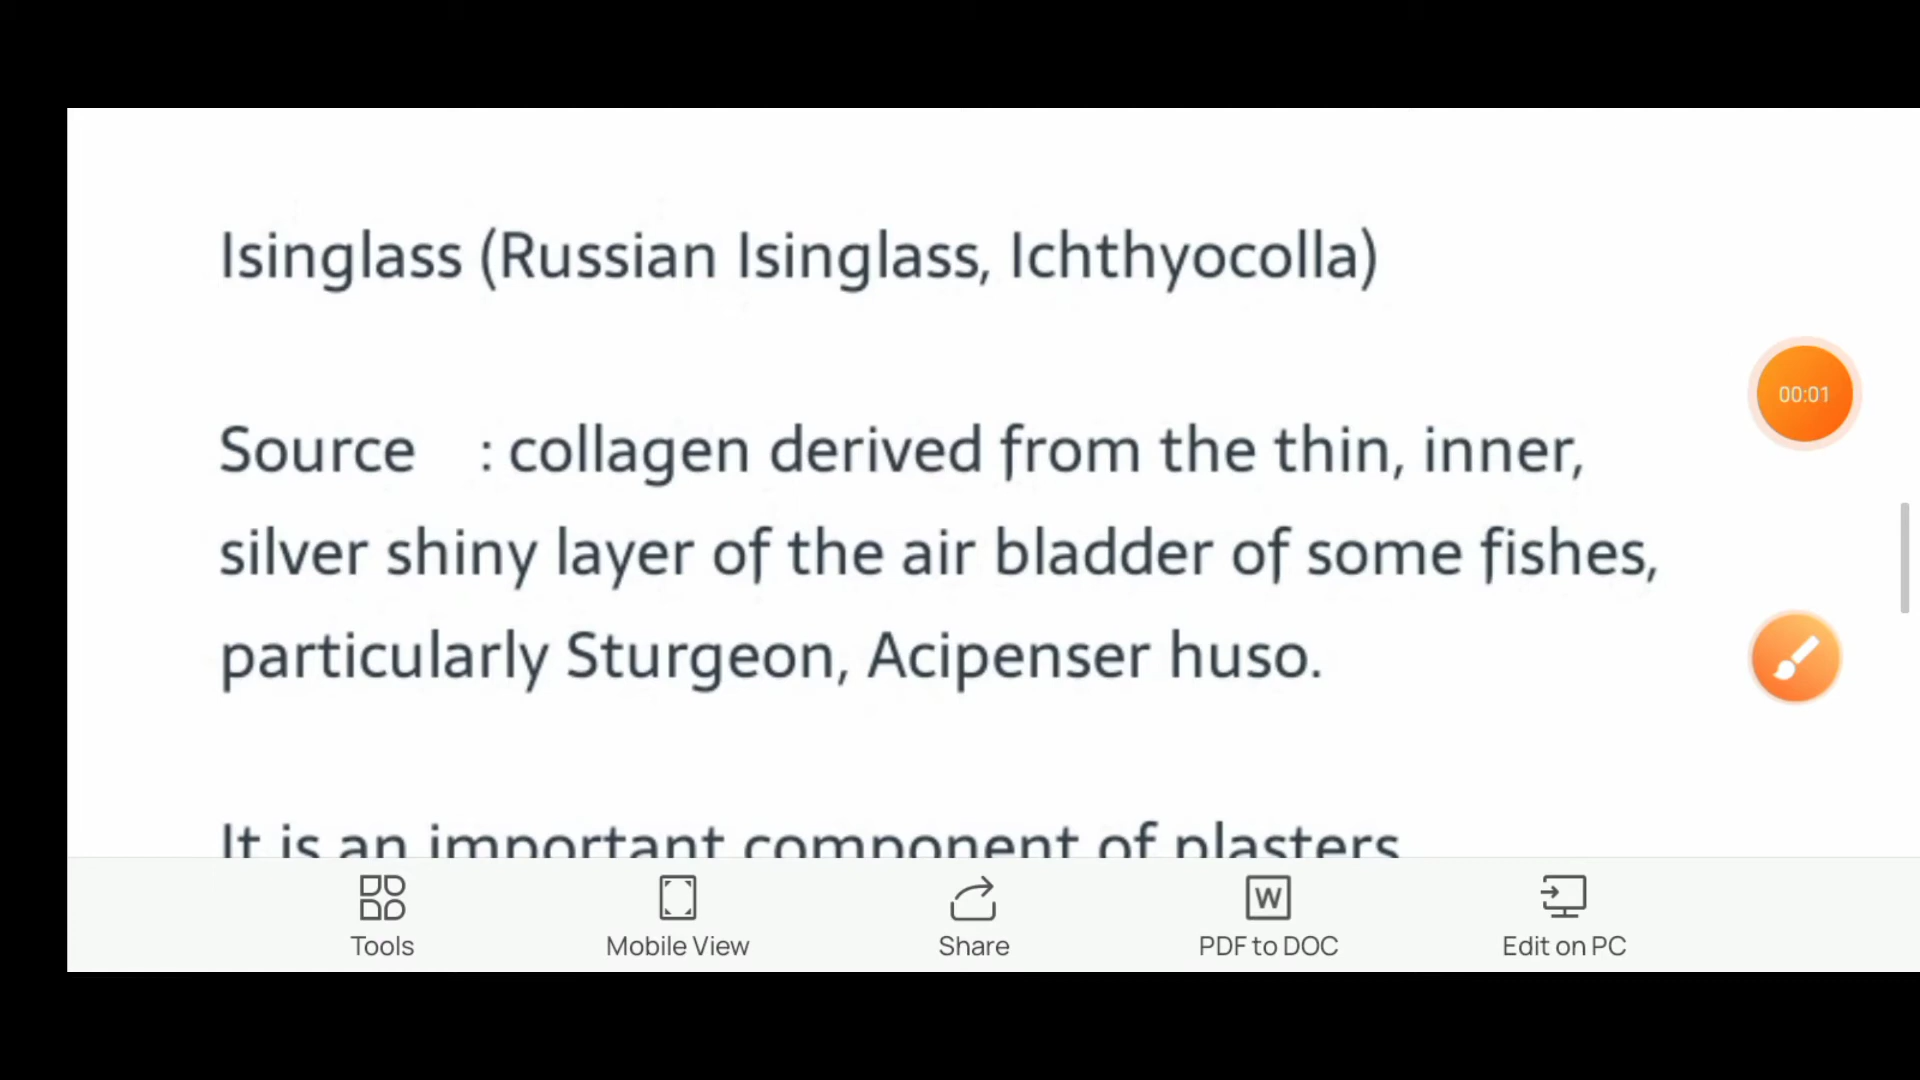 Isinglass (Russian Isinglass, Ichthyocolla)
00:01
Source : collagen derived from the thin, inner,
silver shiny layer of the air bladder of some fishes,
particularly Sturgeon, Acipenser huso.
It is an important component of plasters
Tools
Mobile View
Share
W
PDF to DOC
Edit on PC